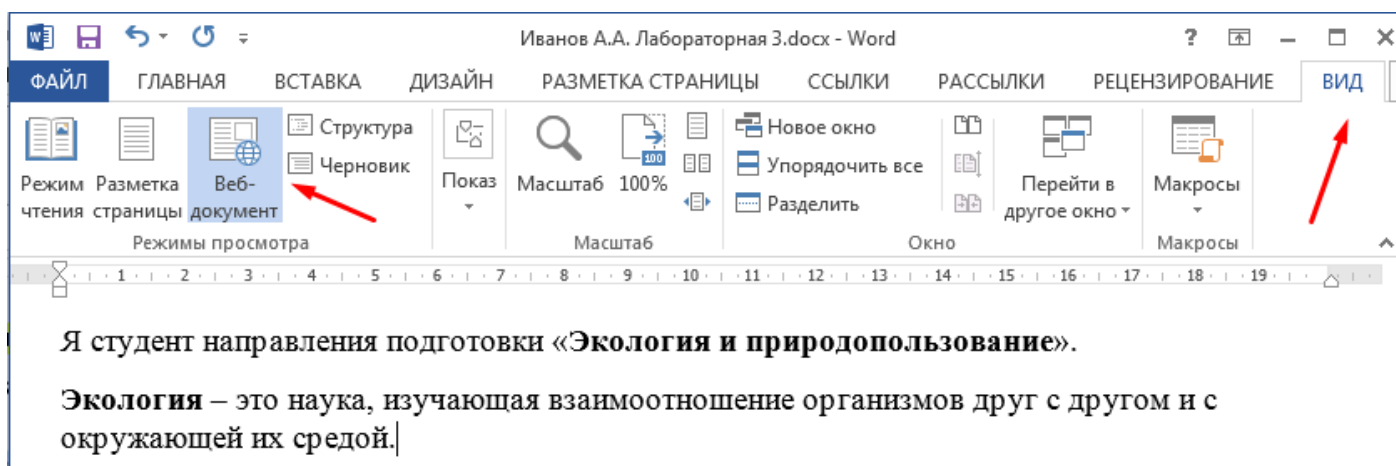 Иванов А.А. Лабораторная 3.docx - Word
ФАЙЛ ГЛАВНАЯ ВСТАВКА ДИЗАЙН РАЗМЕТКА СТРАНИЦЫ ССЫЛКИ РАССЫЛКИ РЕЦЕНЗИРОВАНИЕ ВИД
Режим чтения
Разметка страницы
Веб-документ
Структура
Черновик
Показ
Масштаб
100%
Новое окно
Упорядочить все
Разделить
Перейти в другое окно
Макросы
Режимы просмотра Масштаб Окно Макросы
1 2 3 4 5 6 7 8 9 10 11 12 13 14 15 16 17 18 19
Я студент направления подготовки «Экология и природопользование».
Экология – это наука, изучающая взаимоотношение организмов друг с другом и с
окружающей их средой.